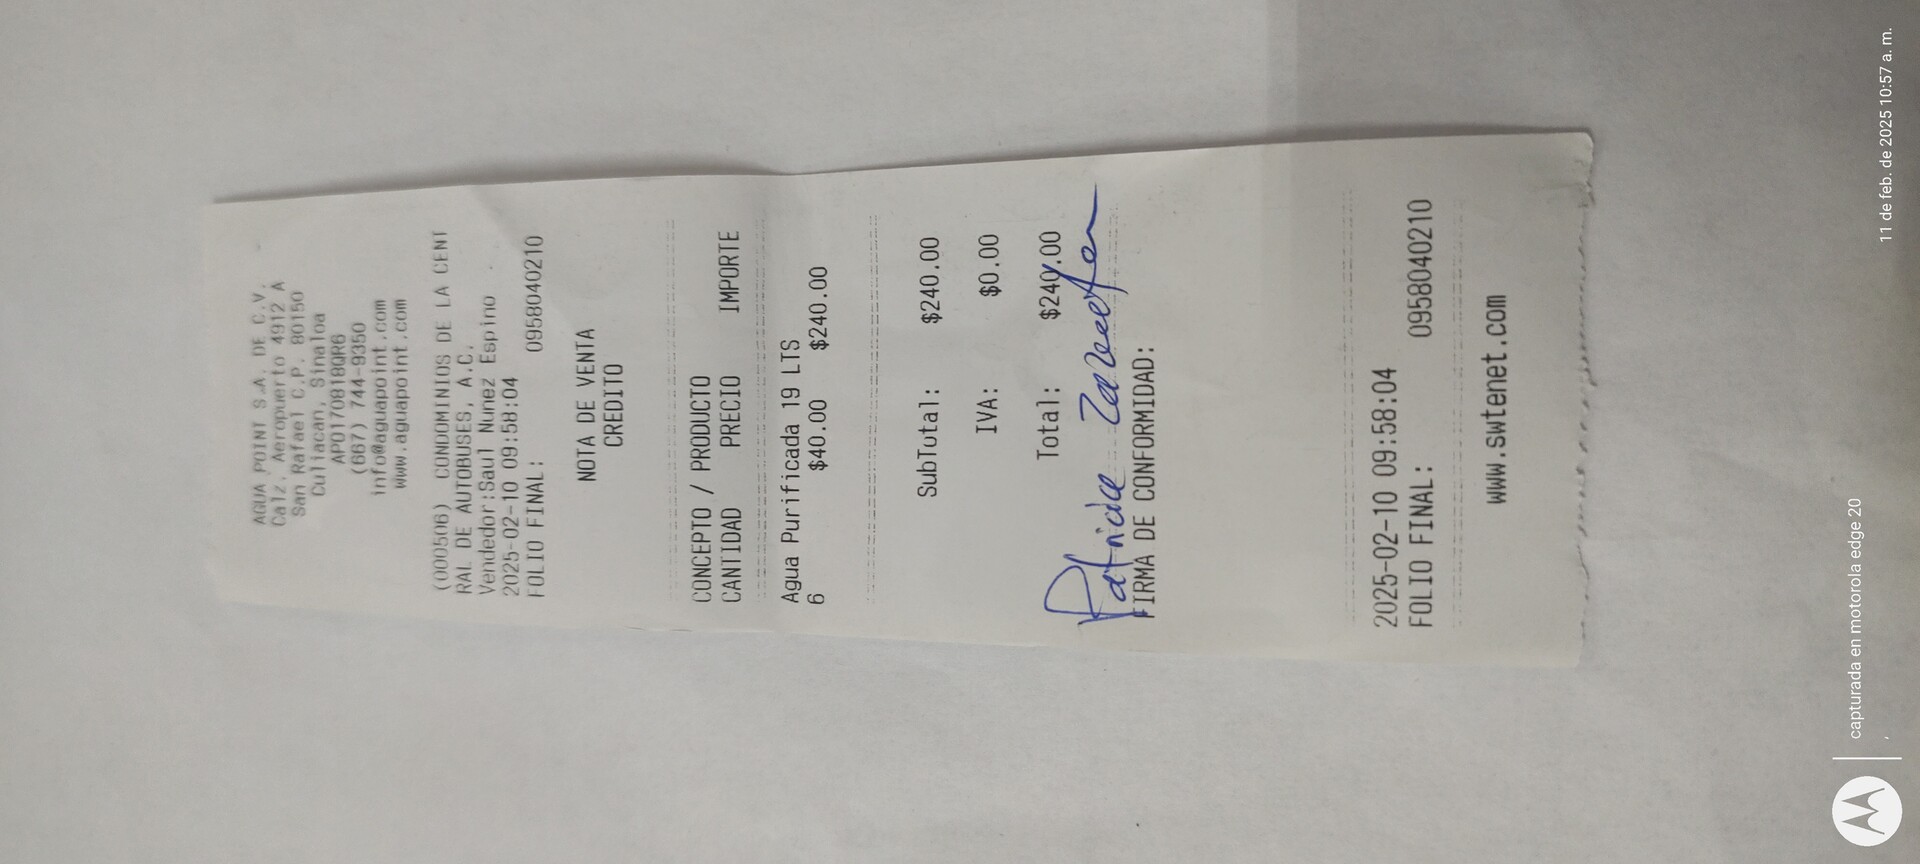 AGUA POINT S.A. DE C.V.
Calz. Aeropuerto 4912 A
San Rafael C.P. 80150
Culiacan, Sinaloa
APO170818QR6
(667) 744-9350
info@aguapoint.com
www.aguapoint.com
(000506) CONDOMINIOS DE LA CENT
RAL DE AUTOBUSES, A.C.
Vendedor:Saul Nunez Espino
2025-02-10 09:58:04
FOLIO FINAL: 0958040210
NOTA DE VENTA
CREDITO
CONCEPTO / PRODUCTO
CANTIDAD PRECIO IMPORTE
Agua Purificada 19 LTS
6 $40.00 $240.00
SubTutal: $240.00
IVA: $0.00
Total: $240.00
Patricia
FIRMA DE CONFORMIDAD:
2025-02-10 09:58:04
FOLIO FINAL: 0958040210
www.swtenet.com
capturada en motorola edge 20
11 de feb. de 2025 10:57 a. m.